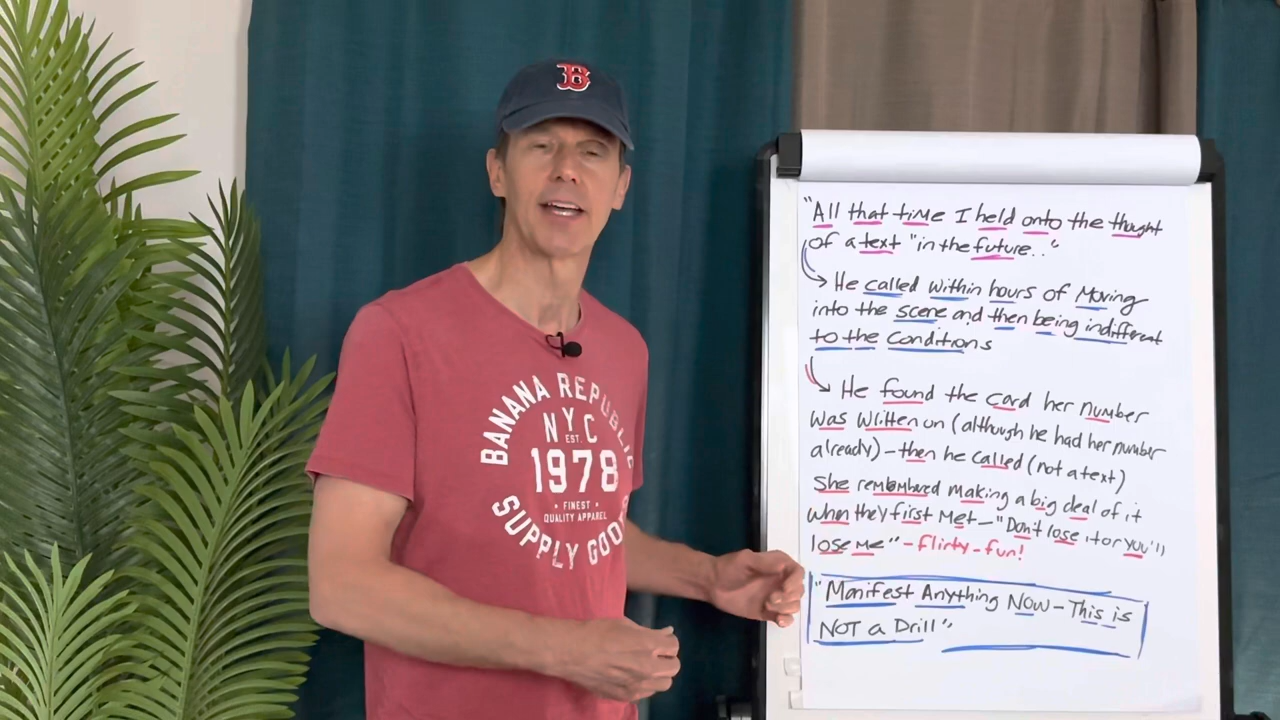 B
BANANA REPUBLIC
NYC
EST.
1978
• FINEST •
QUALITY APPAREL
SUPPLY GOODS
"All that time I held onto the thought
of a text "in the future.."
He called within hours of Moving
into the scene and then being indifferent
to the Conditions
He found the card her number
was written on (although he had her number
already) - then he called (not a text)
She remembered making a big deal of it
when they first met - "Don't lose it or you'll
lose me" - flirty - fun!
"Manifest Anything NOW - This is
NOT a Drill"